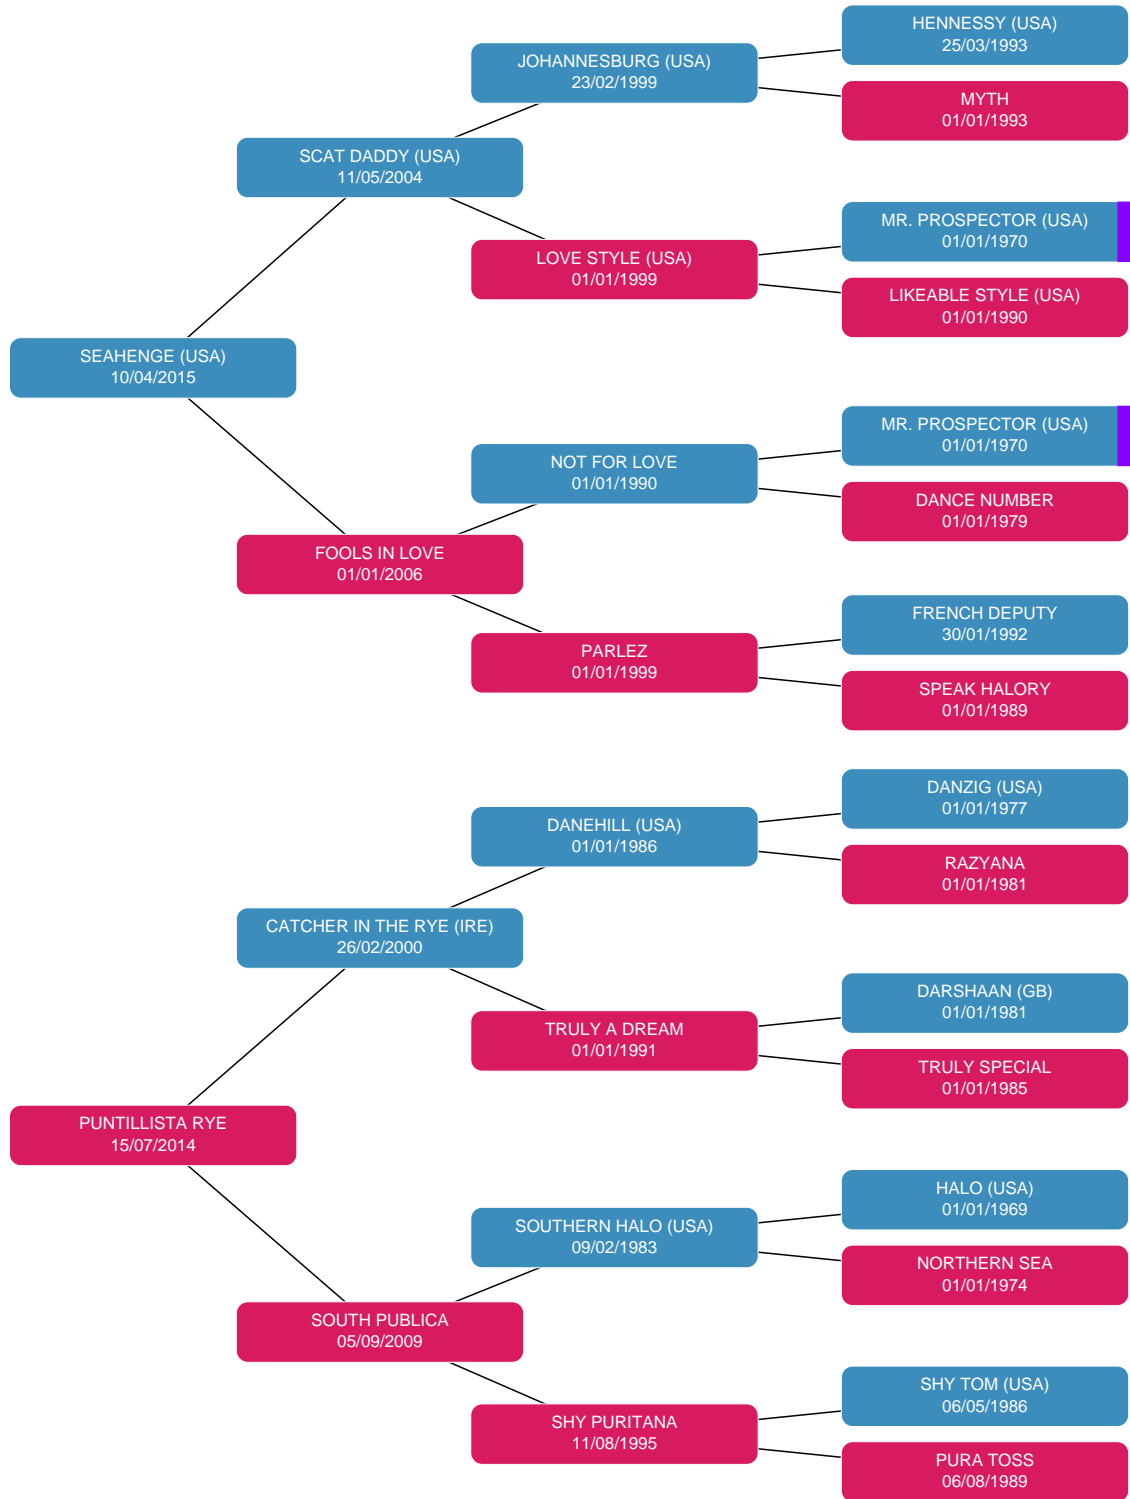 HENNESSY (USA)
25/03/1993
JOHANNESBURG (USA)
23/02/1999
MYTH
01/01/1993
SCAT DADDY (USA)
11/05/2004
MR. PROSPECTOR (USA)
01/01/1970
LOVE STYLE (USA)
01/01/1999
LIKEABLE STYLE (USA)
01/01/1990
SEAHENGE (USA)
10/04/2015
MR. PROSPECTOR (USA)
01/01/1970
NOT FOR LOVE
01/01/1990
DANCE NUMBER
01/01/1979
FOOLS IN LOVE
01/01/2006
FRENCH DEPUTY
30/01/1992
PARLEZ
01/01/1999
SPEAK HALORY
01/01/1989
DANZIG (USA)
01/01/1977
DANEHILL (USA)
01/01/1986
RAZYANA
01/01/1981
CATCHER IN THE RYE (IRE)
26/02/2000
DARSHAAN (GB)
01/01/1981
TRULY A DREAM
01/01/1991
TRULY SPECIAL
01/01/1985
PUNTILLISTA RYE
15/07/2014
HALO (USA)
01/01/1969
SOUTHERN HALO (USA)
09/02/1983
NORTHERN SEA
01/01/1974
SOUTH PUBLICA
05/09/2009
SHY TOM (USA)
06/05/1986
SHY PURITANA
11/08/1995
PURA TOSS
06/08/1989